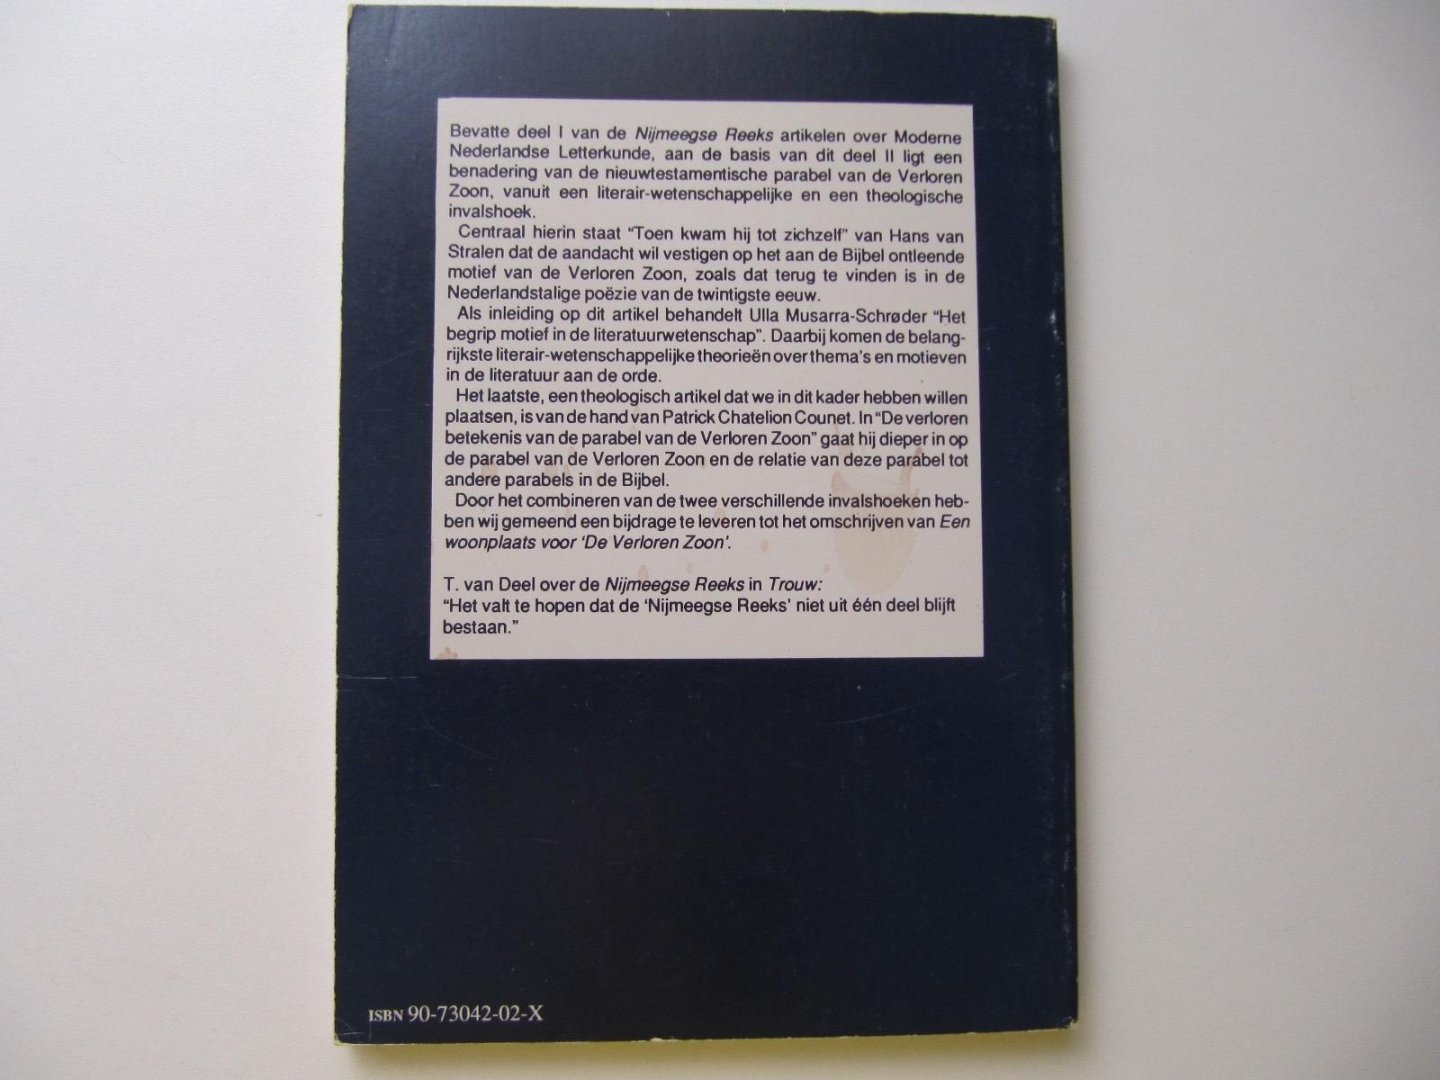 Bevatte deel I van de Nijmeegse Reeks artikelen over Moderne
Nederlandse Letterkunde, aan de basis van dit deel II ligt een
benadering van de nieuwtestamentische parabel van de Verloren
Zoon, vanuit een literair-wetenschappelijke en een theologische
invalshoek.
Centraal hierin staat “Toen kwam hij tot zichzelf” van Hans van
Stralen dat de aandacht wil vestigen op het aan de Bijbel ontleende
motief van de Verloren Zoon, zoals dat terug te vinden is in de
Nederlandstalige poëzie van de twintigste eeuw.
Als inleiding op dit artikel behandelt Ulla Musarra-Schrøder “Het
begrip motief in de literatuurwetenschap”. Daarbij komen de belang-
rijkste literair-wetenschappelijke theorieën over thema's en motieven
in de literatuur aan de orde.
Het laatste, een theologisch artikel dat we in dit kader hebben willen
plaatsen, is van de hand van Patrick Chatelion Counet. In “De verloren
betekenis van de parabel van de Verloren Zoon” gaat hij dieper in op
de parabel van de Verloren Zoon en de relatie van deze parabel tot
andere parabels in de Bijbel.
Door het combineren van de twee verschillende invalshoeken heb-
ben wij gemeend een bijdrage te leveren tot het omschrijven van Een
woonplaats voor ‘De Verloren Zoon’.
T. van Deel over de Nijmeegse Reeks in Trouw:
“Het valt te hopen dat de ‘Nijmeegse Reeks’ niet uit één deel blijft
bestaan.”
ISBN 90-73042-02-X